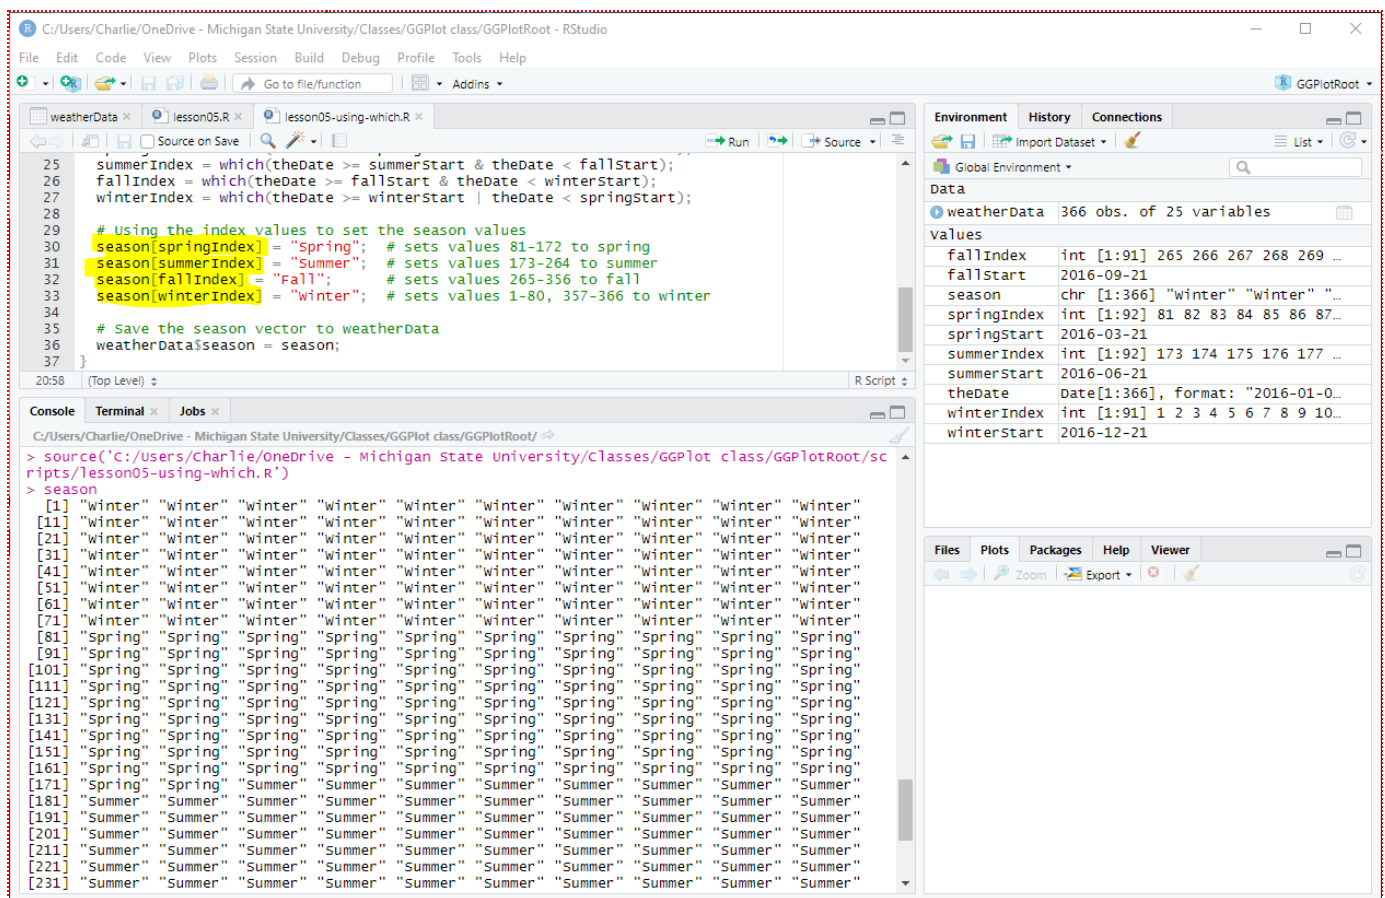 C:/Users/Charlie/OneDrive - Michigan State University/Classes/GGPlot class/GGPlotRoot - RStudio
File Edit Code View Plots Session Build Debug Profile Tools Help
Go to file/function Addins GGPlotRoot
weatherData lesson05.R lesson05-using-which.R
Source on Save Run Source
25 summerIndex = which(theDate >= summerStart & theDate < fallStart);
26 fallIndex = which(theDate >= fallStart & theDate < winterStart);
27 winterIndex = which(theDate >= winterStart | theDate < springStart);
28
29 # Using the index values to set the season values
30 season[springIndex] = "Spring"; # sets values 81-172 to spring
31 season[summerIndex] = "Summer"; # sets values 173-264 to summer
32 season[fallIndex] = "Fall"; # sets values 265-356 to fall
33 season[winterIndex] = "Winter"; # sets values 1-80, 357-366 to winter
34
35 # Save the season vector to weatherData
36 weatherData$season = season;
37 }
20:58 (Top Level) R Script
Console Terminal Jobs
C:/Users/Charlie/OneDrive - Michigan State University/Classes/GGPlot class/GGPlotRoot/
> source('C:/Users/Charlie/OneDrive - Michigan State University/Classes/GGPlot class/GGPlotRoot/sc
ripts/lesson05-using-which.R')
> season
[1] "Winter" "Winter" "Winter" "Winter" "Winter" "Winter" "Winter" "Winter" "Winter" "Winter"
[11] "Winter" "Winter" "Winter" "Winter" "Winter" "Winter" "Winter" "Winter" "Winter" "Winter"
[21] "Winter" "Winter" "Winter" "Winter" "Winter" "Winter" "Winter" "Winter" "Winter" "Winter"
[31] "Winter" "Winter" "Winter" "Winter" "Winter" "Winter" "Winter" "Winter" "Winter" "Winter"
[41] "Winter" "Winter" "Winter" "Winter" "Winter" "Winter" "Winter" "Winter" "Winter" "Winter"
[51] "Winter" "Winter" "Winter" "Winter" "Winter" "Winter" "Winter" "Winter" "Winter" "Winter"
[61] "Winter" "Winter" "Winter" "Winter" "Winter" "Winter" "Winter" "Winter" "Winter" "Winter"
[71] "Winter" "Winter" "Winter" "Winter" "Winter" "Winter" "Winter" "Winter" "Winter" "Winter"
[81] "Spring" "Spring" "Spring" "Spring" "Spring" "Spring" "Spring" "Spring" "Spring" "Spring"
[91] "Spring" "Spring" "Spring" "Spring" "Spring" "Spring" "Spring" "Spring" "Spring" "Spring"
[101] "Spring" "Spring" "Spring" "Spring" "Spring" "Spring" "Spring" "Spring" "Spring" "Spring"
[111] "Spring" "Spring" "Spring" "Spring" "Spring" "Spring" "Spring" "Spring" "Spring" "Spring"
[121] "Spring" "Spring" "Spring" "Spring" "Spring" "Spring" "Spring" "Spring" "Spring" "Spring"
[131] "Spring" "Spring" "Spring" "Spring" "Spring" "Spring" "Spring" "Spring" "Spring" "Spring"
[141] "Spring" "Spring" "Spring" "Spring" "Spring" "Spring" "Spring" "Spring" "Spring" "Spring"
[151] "Spring" "Spring" "Spring" "Spring" "Spring" "Spring" "Spring" "Spring" "Spring" "Spring"
[161] "Spring" "Spring" "Spring" "Spring" "Spring" "Spring" "Spring" "Spring" "Spring" "Spring"
[171] "Spring" "Spring" "Summer" "Summer" "Summer" "Summer" "Summer" "Summer" "Summer" "Summer"
[181] "Summer" "Summer" "Summer" "Summer" "Summer" "Summer" "Summer" "Summer" "Summer" "Summer"
[191] "Summer" "Summer" "Summer" "Summer" "Summer" "Summer" "Summer" "Summer" "Summer" "Summer"
[201] "Summer" "Summer" "Summer" "Summer" "Summer" "Summer" "Summer" "Summer" "Summer" "Summer"
[211] "Summer" "Summer" "Summer" "Summer" "Summer" "Summer" "Summer" "Summer" "Summer" "Summer"
[221] "Summer" "Summer" "Summer" "Summer" "Summer" "Summer" "Summer" "Summer" "Summer" "Summer"
[231] "Summer" "Summer" "Summer" "Summer" "Summer" "Summer" "Summer" "Summer" "Summer" "Summer"
Environment History Connections
Import Dataset List
Global Environment
Data
weatherData 366 obs. of 25 variables
Values
fallIndex int [1:91] 265 266 267 268 269 …
fallStart 2016-09-21
season chr [1:366] "Winter" "Winter" "…
springIndex int [1:92] 81 82 83 84 85 86 87…
springStart 2016-03-21
summerIndex int [1:92] 173 174 175 176 177 …
summerStart 2016-06-21
theDate Date[1:366], format: "2016-01-0…
winterIndex int [1:91] 1 2 3 4 5 6 7 8 9 10…
winterStart 2016-12-21
Files Plots Packages Help Viewer
Zoom Export